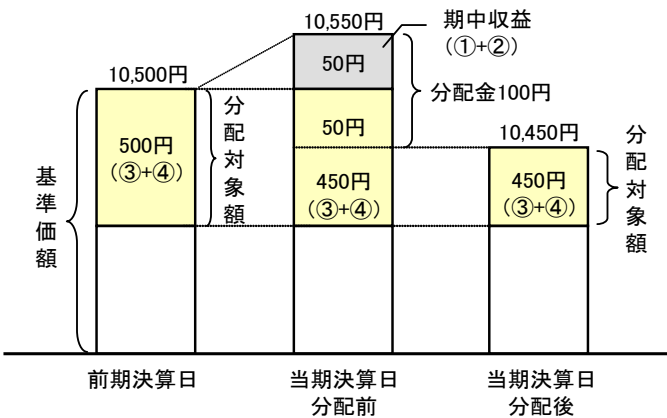 10,550円
期中収益
(①+②)
10,500円
50円
分配金100円
分配対象額
500円
(③+④)
50円
10,450円
分配対象額
基準価額
450円
(③+④)
450円
(③+④)
前期決算日
当期決算日
分配前
当期決算日
分配後